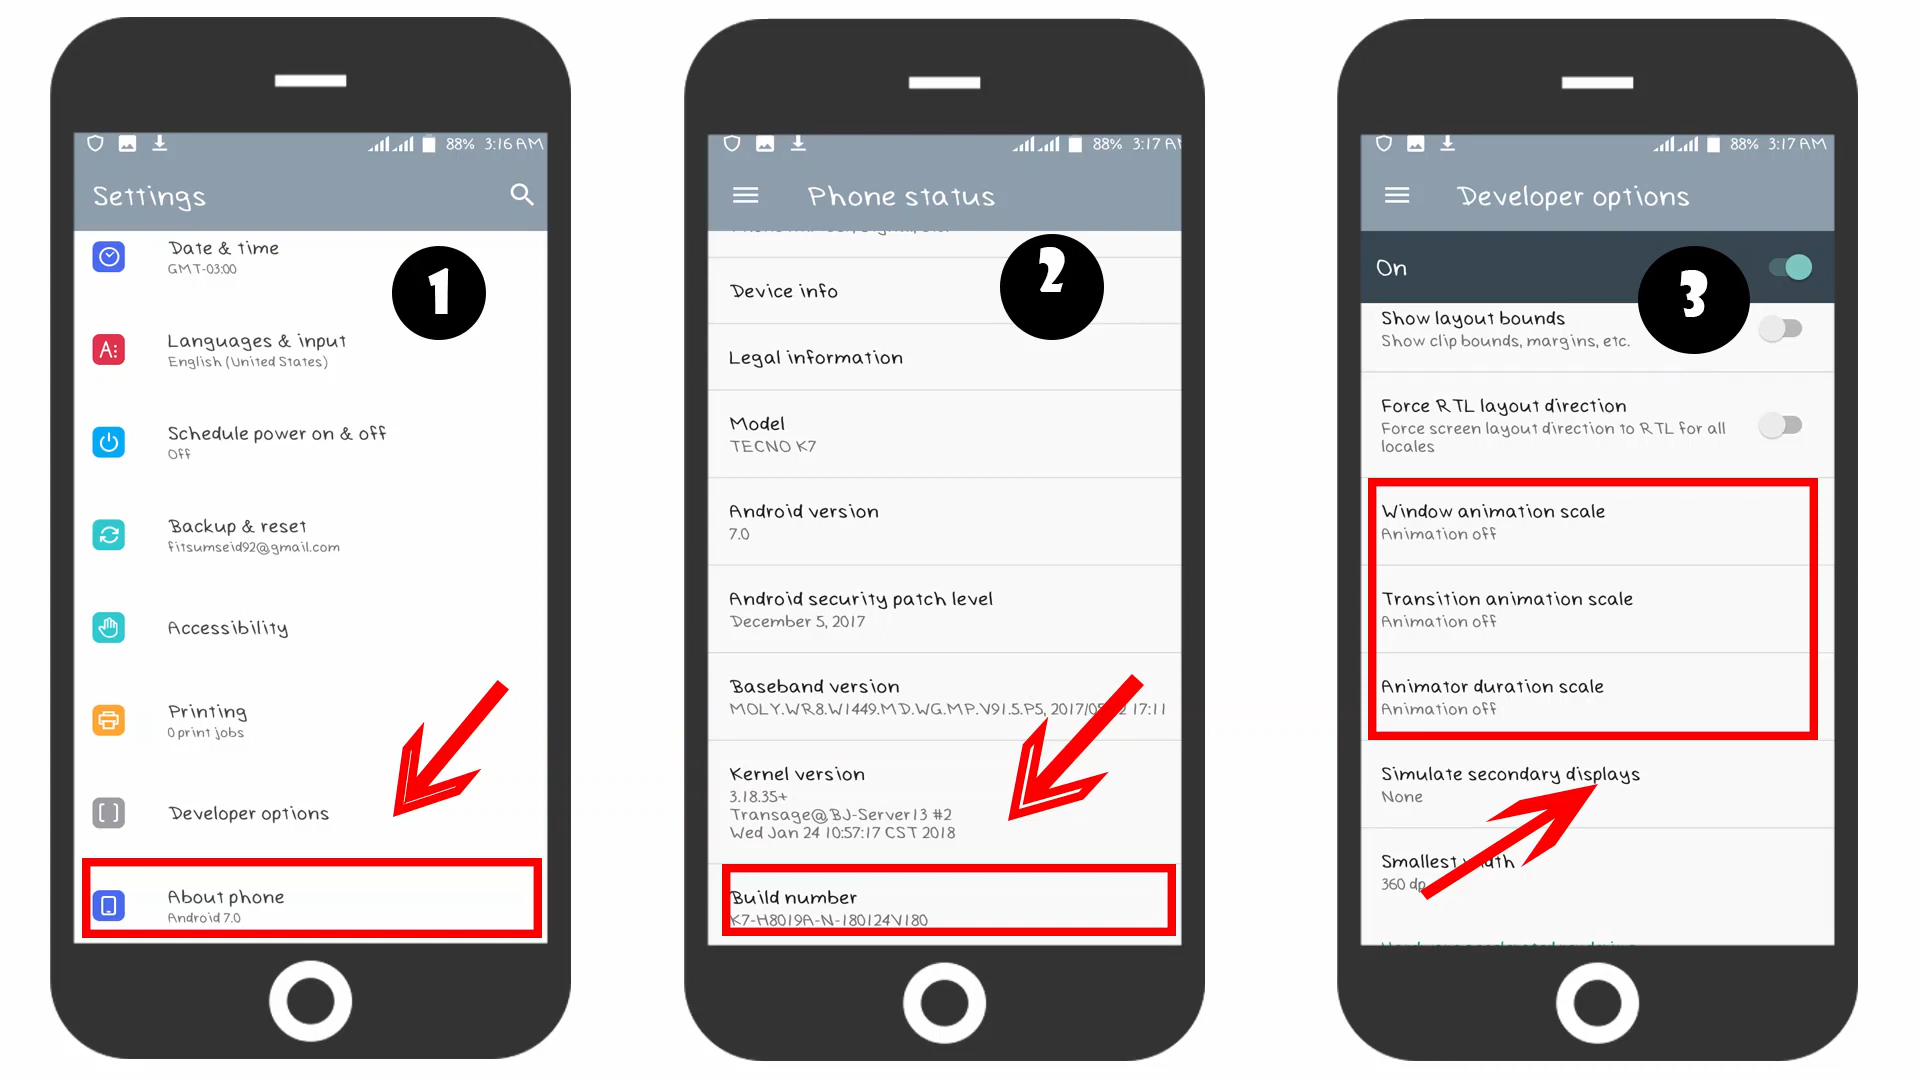 88% 3:16 AM
Settings
1
Date & time
GMT-03:00
Languages & input
English (United States)
Schedule power on & off
Off
Backup & reset
fitsumseid92@gmail.com
Accessibility
Printing
0 print jobs
Developer options
About phone
Android 7.0
88% 3:17 A
Phone status
2
Device info
Legal information
Model
TECNO K7
Android version
7.0
Android security patch level
December 5, 2017
Baseband version
MOLY.WR8.W1449.MD.WG.MP.V91.5.P5, 17:11
Kernel version
3.18.35+
Transage@BJ-Server13 #2
Wed Jan 24 10:57:17 CST 2018
Build number
K7-H8019A-N-180124V180
88% 3:17 AM
Developer options
On
3
Show layout bounds
Show clip bounds, margins, etc.
Force RTL layout direction
Force screen layout direction to RTL for all
locales
Window animation scale
Animation off
Transition animation scale
Animation off
Animator duration scale
Animation off
Simulate secondary displays
None
Smallest width
360 dp